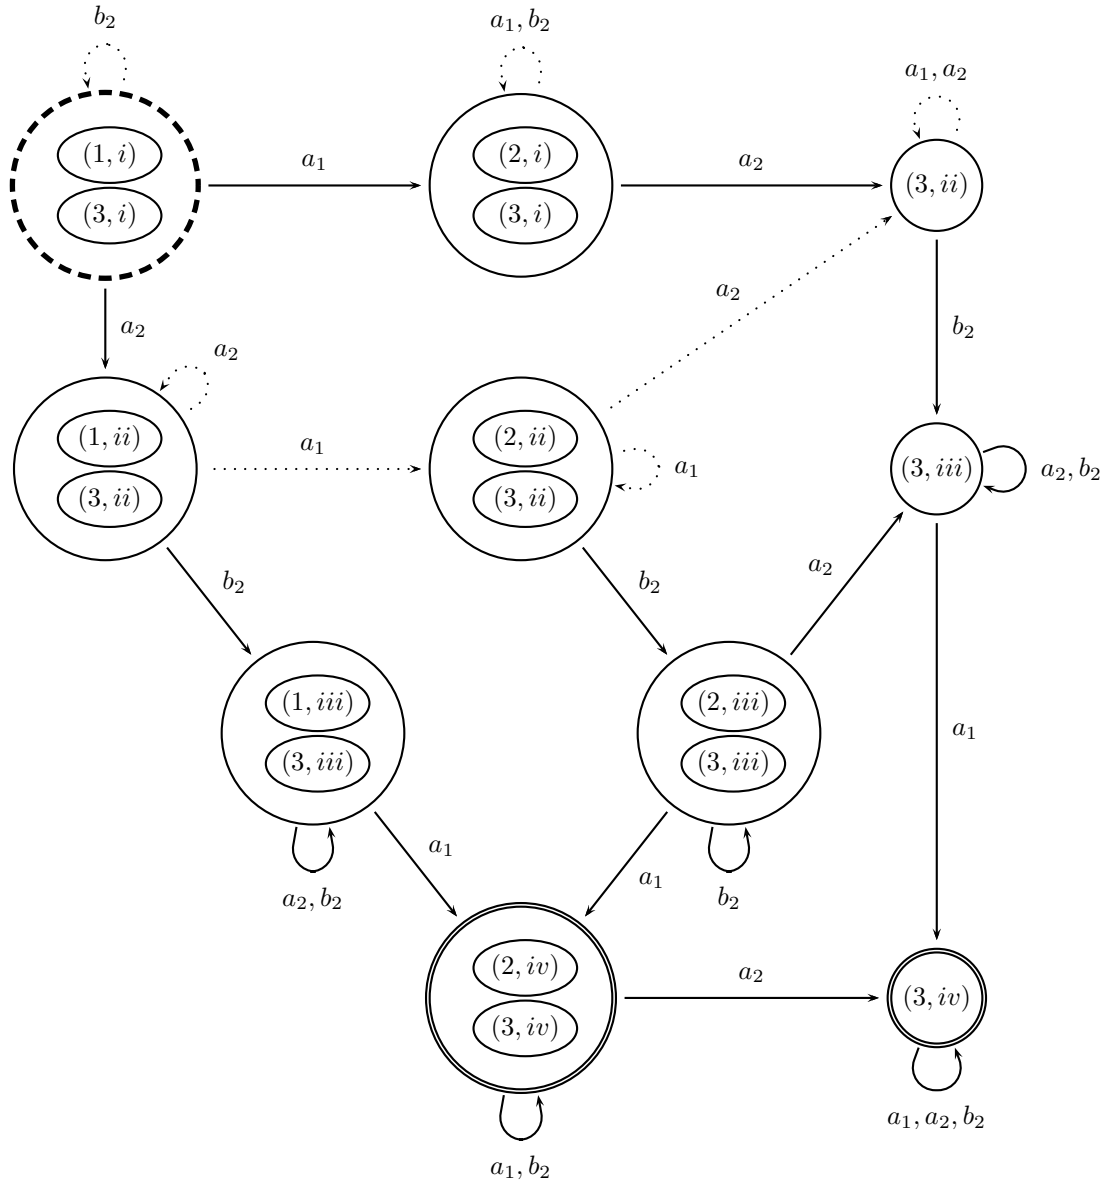 b₂
a₁, b₂
a₁, a₂
(1, i)
(3, i)
a₁
(2, i)
(3, i)
a₂
(3, ii)
a₂
a₂
a₂
b₂
(1, ii)
(3, ii)
a₁
(2, ii)
(3, ii)
a₁
(3, iii)
a₂, b₂
b₂
b₂
a₂
(1, iii)
(3, iii)
(2, iii)
(3, iii)
a₁
a₂, b₂
a₁
a₁
b₂
(2, iv)
(3, iv)
a₂
(3, iv)
a₁, b₂
a₁, a₂, b₂